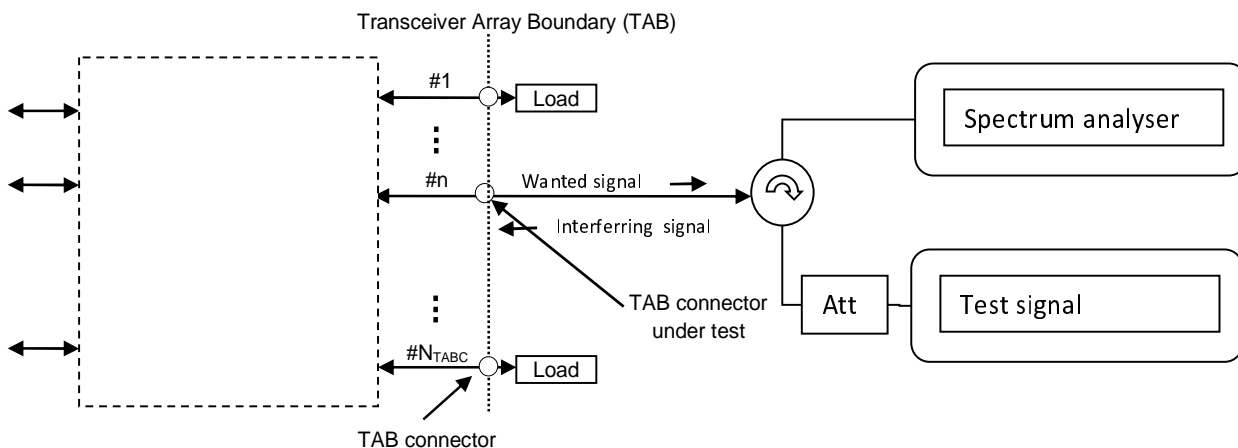 Transceiver Array Boundary (TAB)
#1
Load
Spectrum analyser
#n
Wanted signal
Interferring signal
TAB connector
under test
Att
Test signal
#NTABC
Load
TAB connector